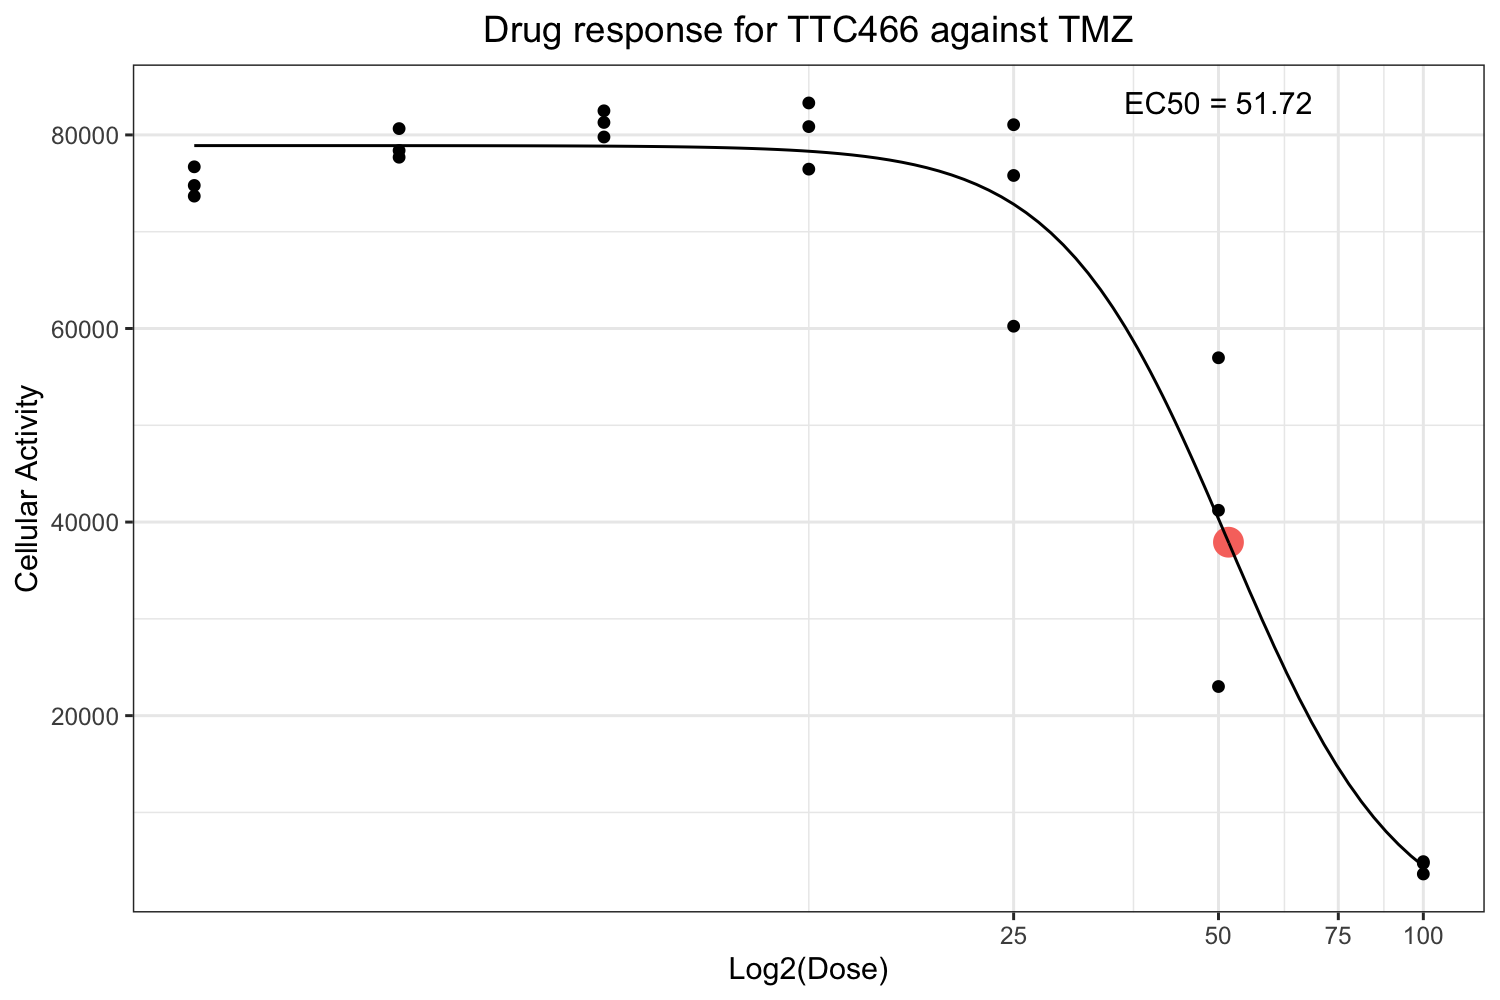 Drug response for TTC466 against TMZ
EC50 = 51.72
Cellular Activity
80000
60000
40000
20000
25 50 75 100
Log2(Dose)